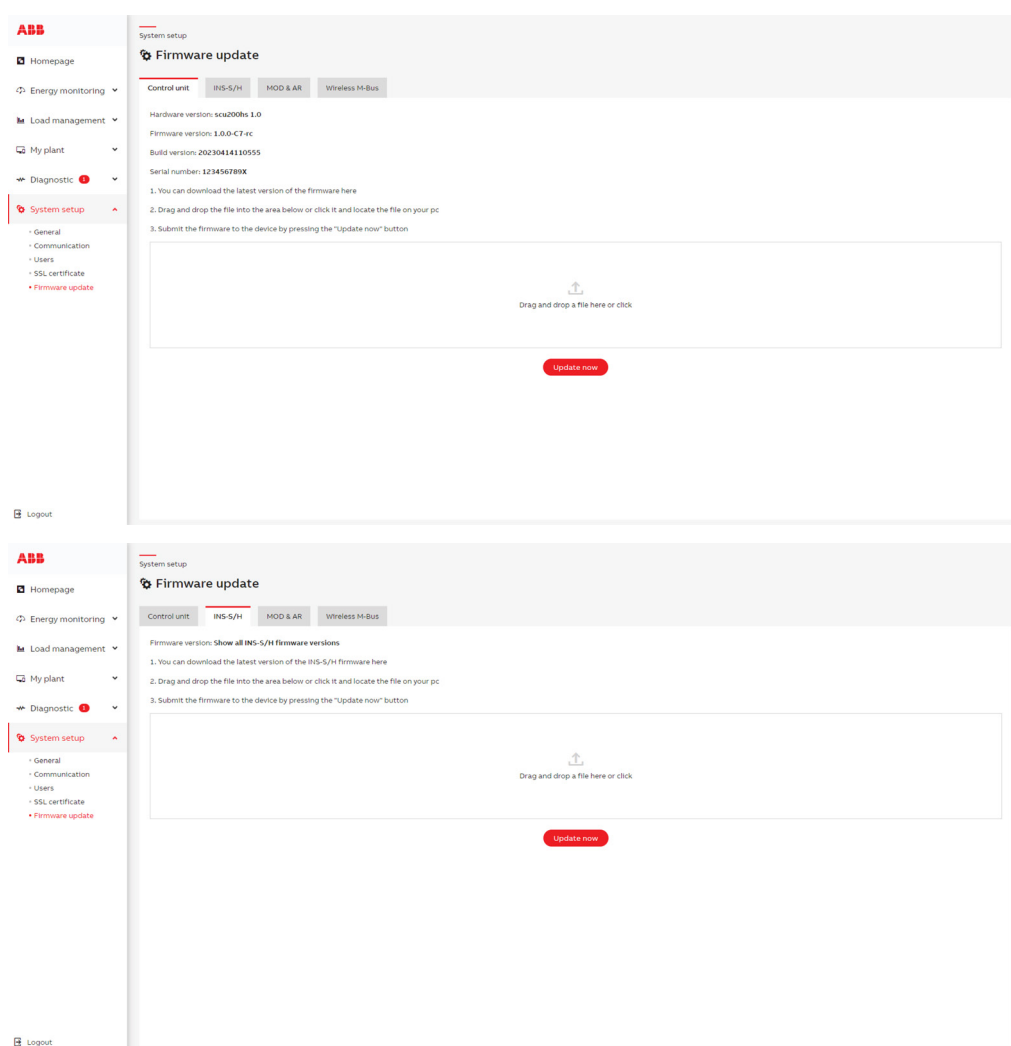 ABB
Homepage
Energy monitoring
Load management
My plant
Diagnostic 1
System setup
General
Communication
Users
SSL certificate
Firmware update
Logout
System setup
Firmware update
Control unit INS-S/H MOD & AR Wireless M-Bus
Hardware version: scu200hs 1.0
Firmware version: 1.0.0-C7-rc
Build version: 20230414110555
Serial number: 123456789X
1. You can download the latest version of the firmware here
2. Drag and drop the file into the area below or click it and locate the file on your pc
3. Submit the firmware to the device by pressing the "Update now" button
Drag and drop a file here or click
Update now
ABB
Homepage
Energy monitoring
Load management
My plant
Diagnostic 1
System setup
General
Communication
Users
SSL certificate
Firmware update
Logout
System setup
Firmware update
Control unit INS-S/H MOD & AR Wireless M-Bus
Firmware version: Show all INS-S/H firmware versions
1. You can download the latest version of the INS-S/H firmware here
2. Drag and drop the file into the area below or click it and locate the file on your pc
3. Submit the firmware to the device by pressing the "Update now" button
Drag and drop a file here or click
Update now